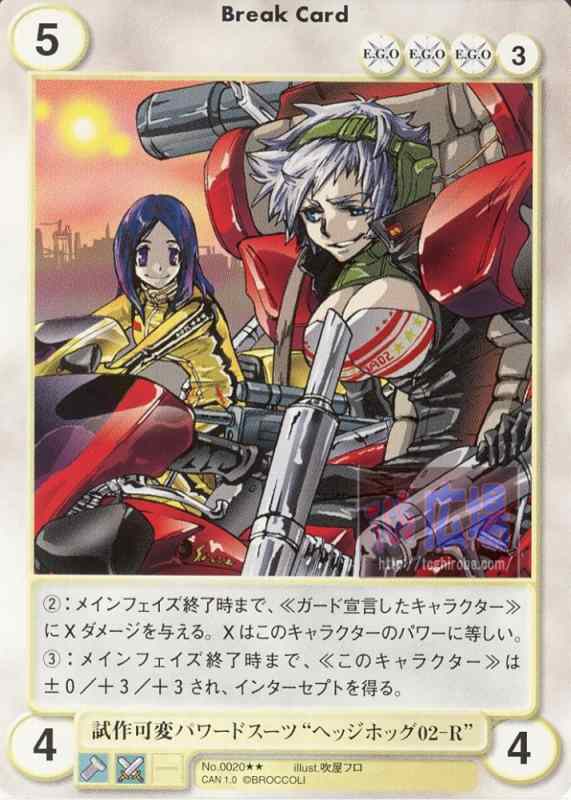 Break Card
5
E.G.O E.G.O E.G.O 3
VA02
http://tcghiroba.com/
②：メインフェイズ終了時まで、≪ガード宣言したキャラクター≫
にXダメージを与える。Xはこのキャラクターのパワーに等しい。
③：メインフェイズ終了時まで、≪このキャラクター≫は
±0／＋3／＋3され、インターセプトを得る。
4
試作可変パワードスーツ“ヘッジホッグ02-R”
4
No.0020★★ illust.吹屋フロ
CAN 1.0 ©BROCCOLI